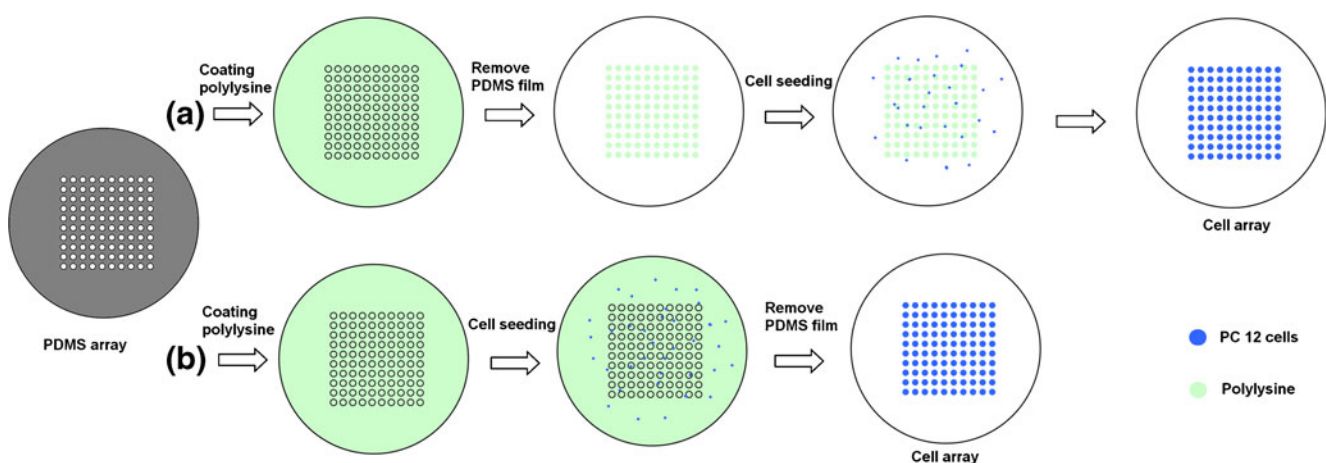 Coating
polylysine
(a)
Remove
PDMS film
Cell seeding
Cell array
PDMS array
Coating
polylysine
(b)
Cell seeding
Remove
PDMS film
Cell array
PC 12 cells
Polylysine